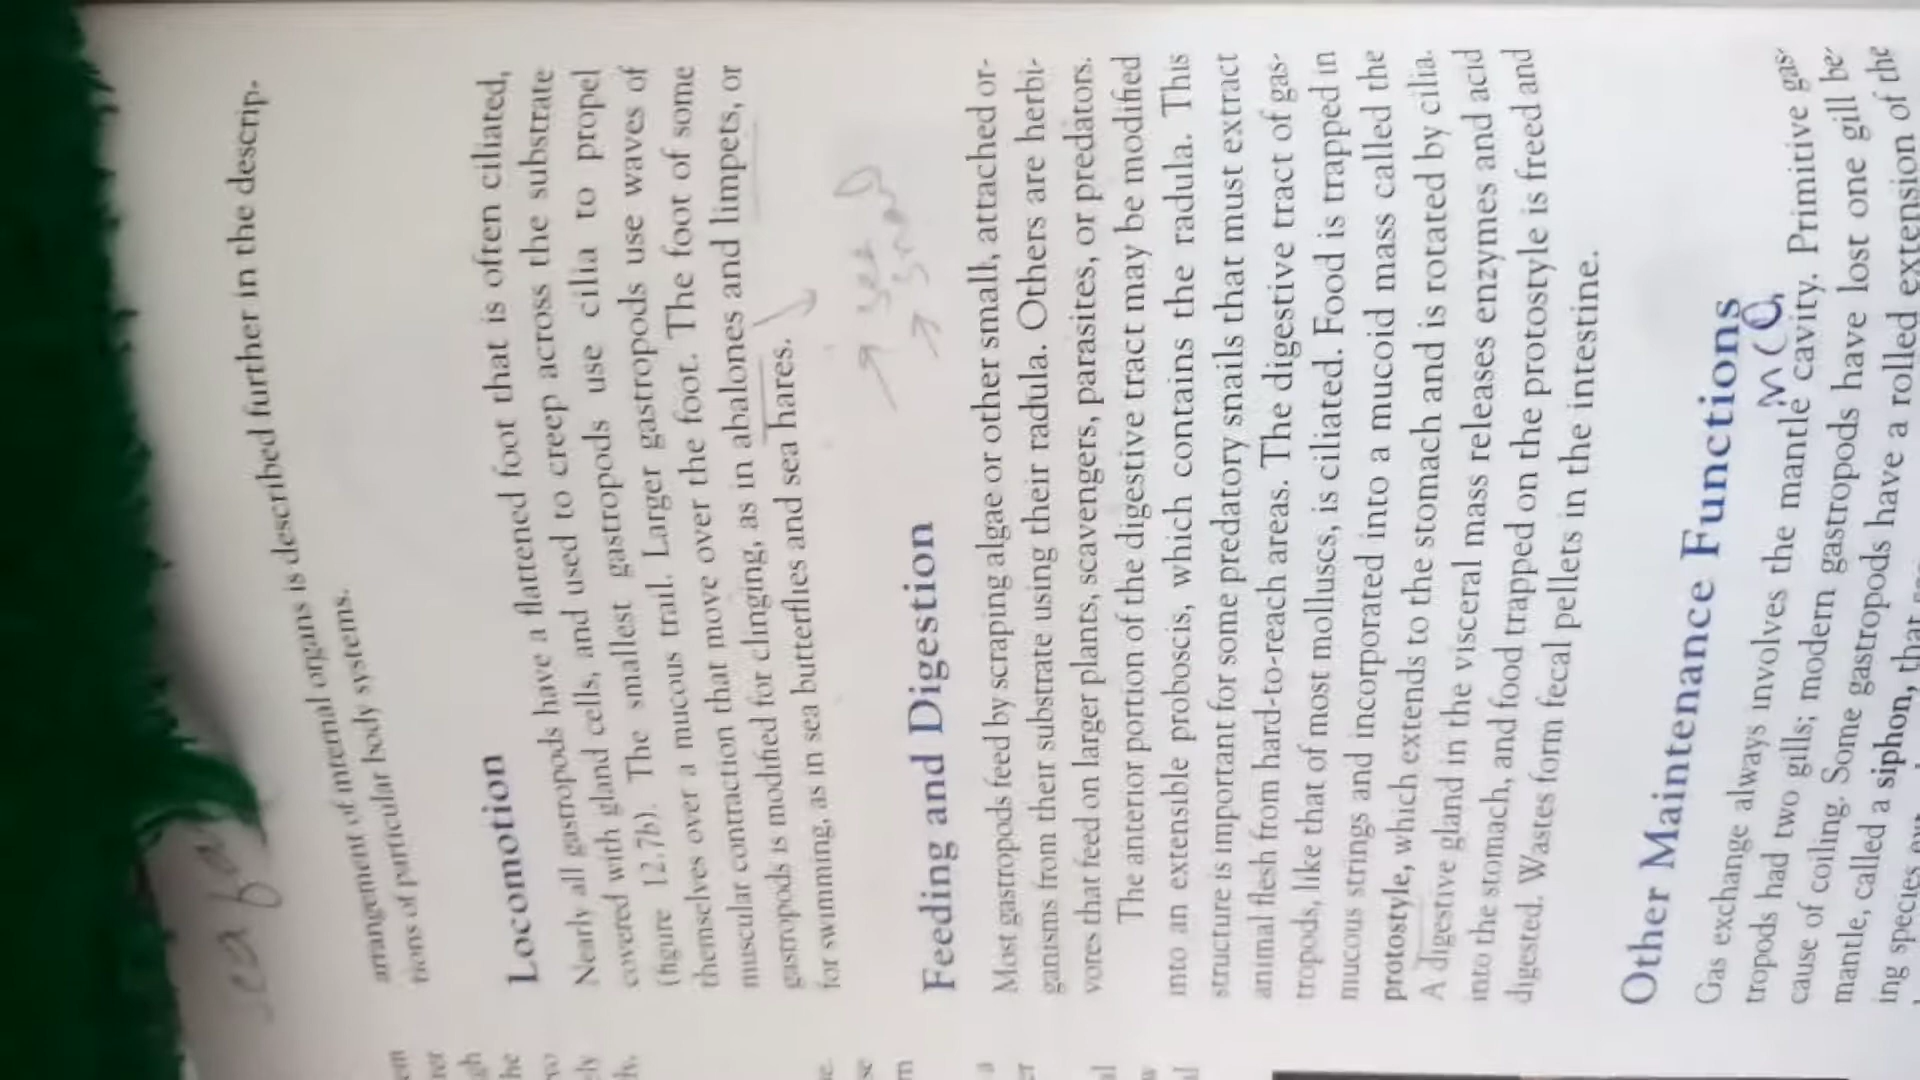 arrangement of internal organs is described further in the descrip-
tions of particular body systems.
Locomotion
Nearly all gastropods have a flattened foot that is often ciliated,
covered with gland cells, and used to creep across the substrate
(figure 12.7b). The smallest gastropods use cilia to propel
themselves over a mucous trail. Larger gastropods use waves of
muscular contraction that move over the foot. The foot of some
gastropods is modified for clinging, as in abalones and limpets, or
for swimming, as in sea butterflies and sea hares.
Feeding and Digestion
Most gastropods feed by scraping algae or other small, attached or-
ganisms from their substrate using their radula. Others are herbi-
vores that feed on larger plants, scavengers, parasites, or predators.
The anterior portion of the digestive tract may be modified
into an extensible proboscis, which contains the radula. This
structure is important for some predatory snails that must extract
animal flesh from hard-to-reach areas. The digestive tract of gas-
tropods, like that of most molluscs, is ciliated. Food is trapped in
mucous strings and incorporated into a mucoid mass called the
protostyle, which extends to the stomach and is rotated by cilia.
A digestive gland in the visceral mass releases enzymes and acid
into the stomach, and food trapped on the protostyle is freed and
digested. Wastes form fecal pellets in the intestine.
Other Maintenance Functions
Gas exchange always involves the mantle cavity. Primitive gas-
tropods had two gills; modern gastropods have lost one gill be-
cause of coiling. Some gastropods have a rolled extension of the
mantle, called a siphon, that
ing species